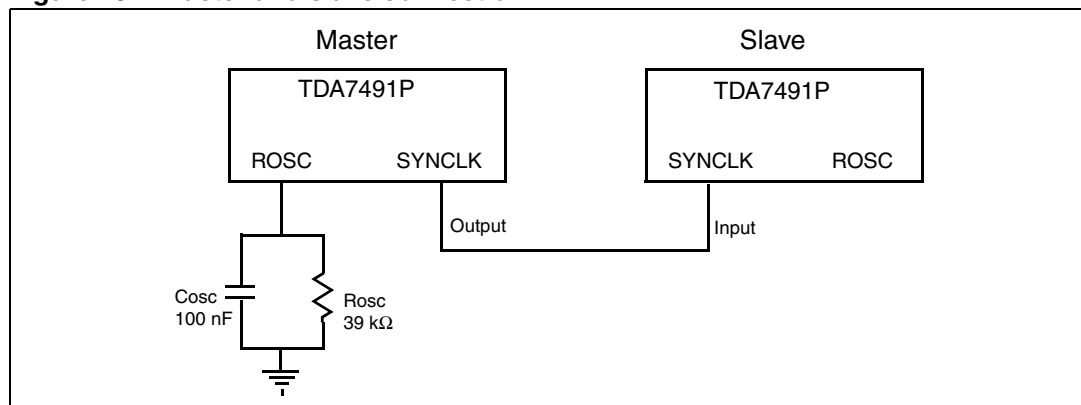 Master
Slave
TDA7491P
TDA7491P
ROSC
SYNCLK
SYNCLK
ROSC
Output
Input
Cosc
100 nF
Rosc
39 kΩ